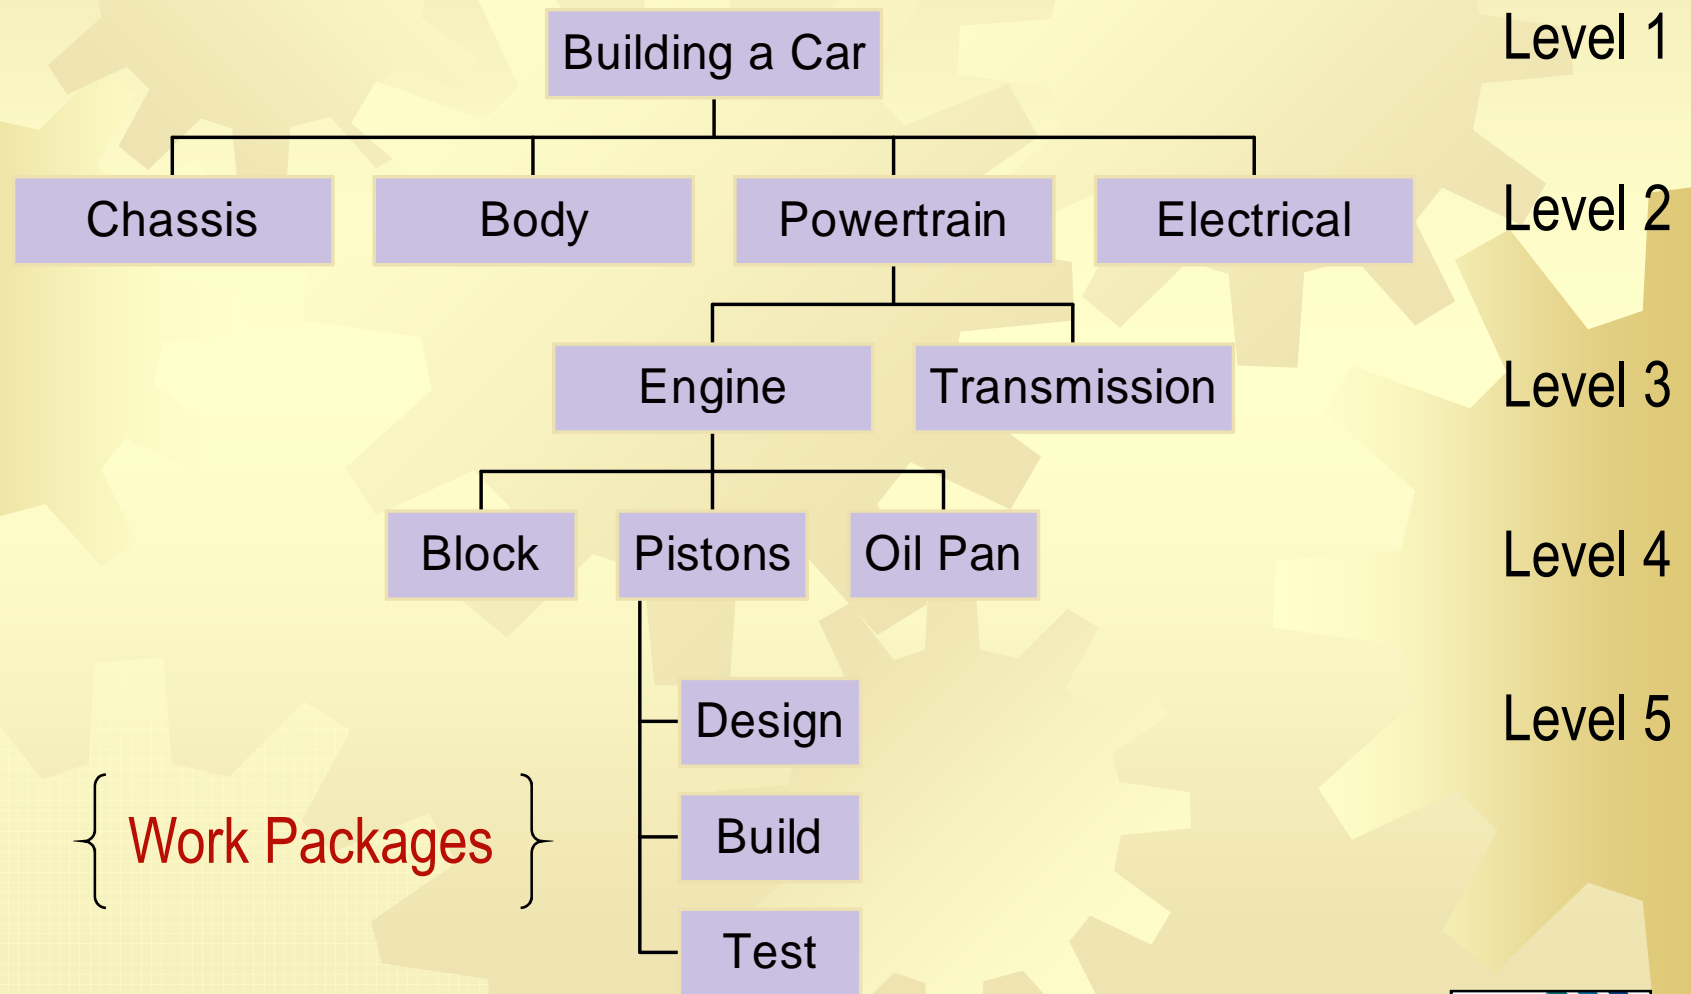 Building a Car
Level 1
Chassis
Body
Powertrain
Electrical
Level 2
Engine
Transmission
Level 3
Block
Pistons
Oil Pan
Level 4
Design
Level 5
Work Packages
Build
Test